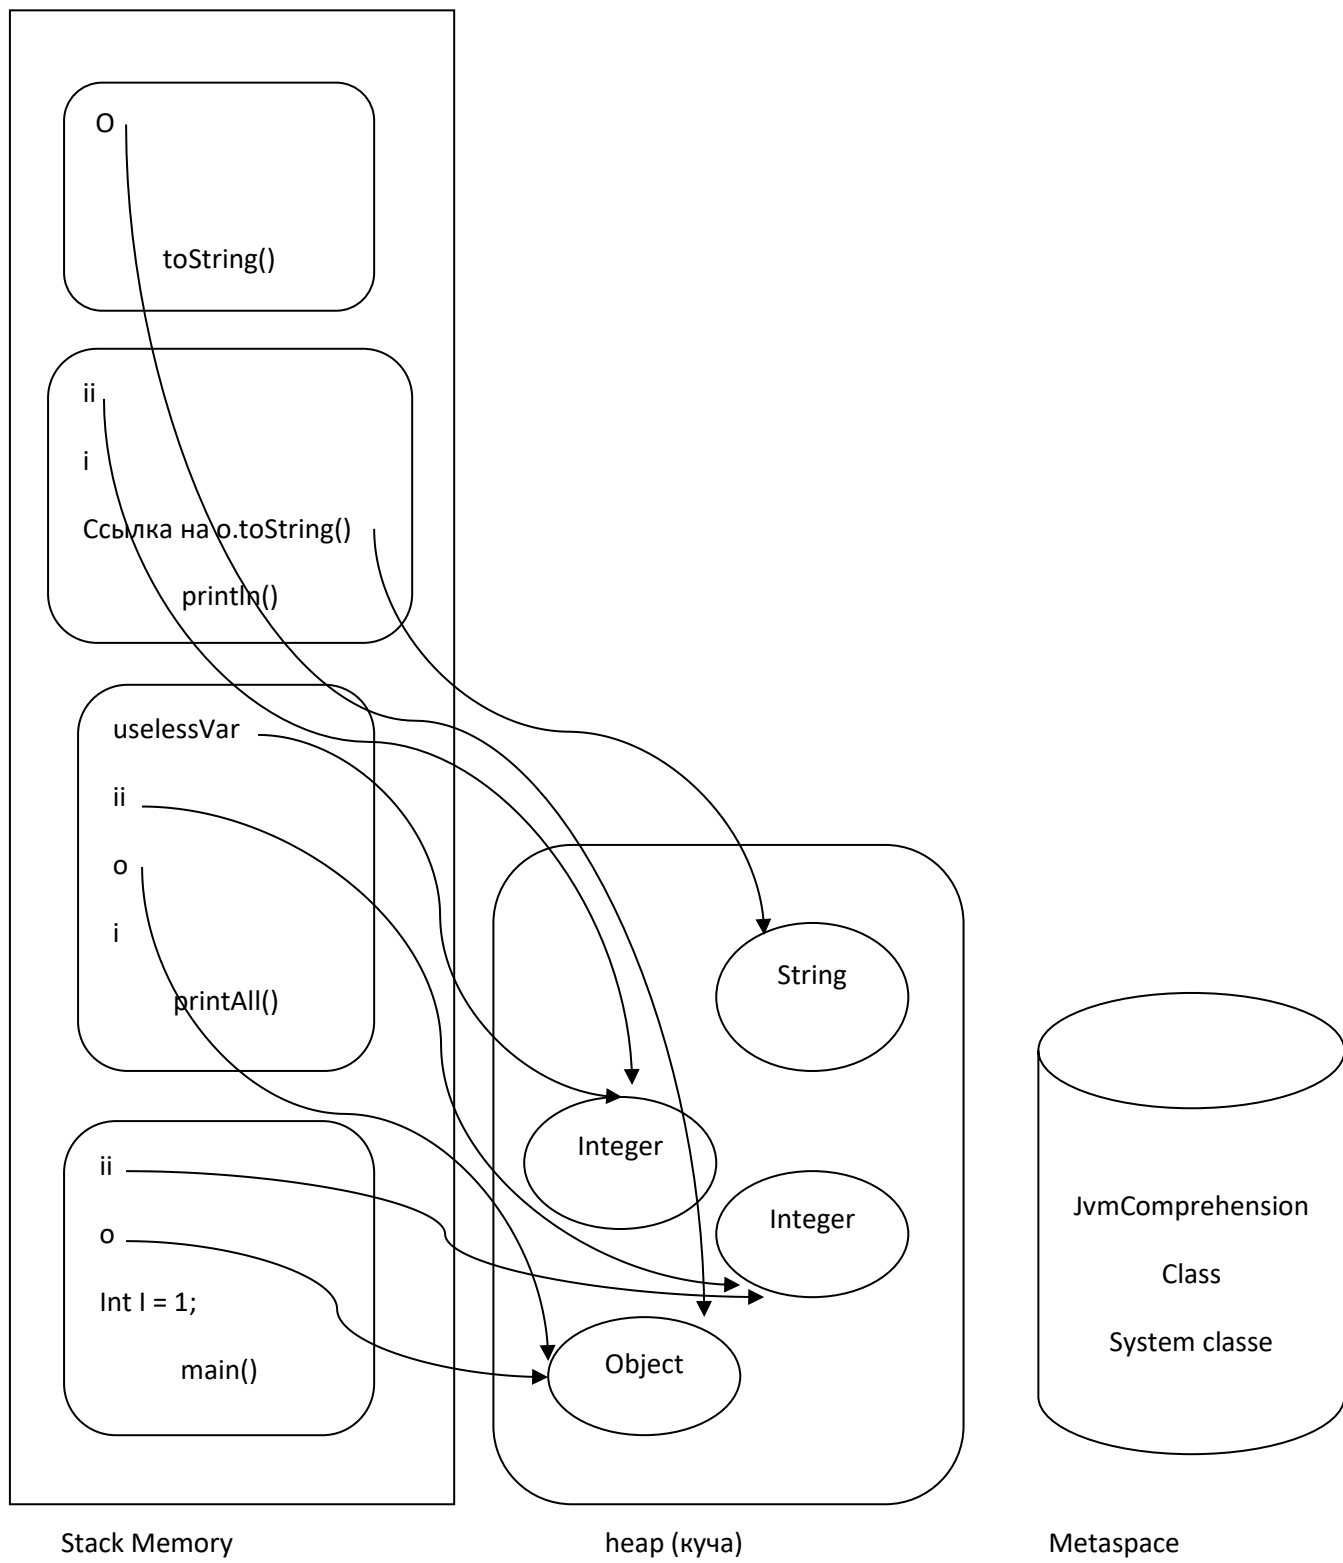 O
toString()
ii
i
Ссылка на o.toString()
println()
uselessVar
ii
o
i
printAll()
ii
o
Int I = 1;
main()
String
Integer
Integer
Object
JvmComprehension
Class
System classe
Stack Memory
heap (куча)
Metaspace